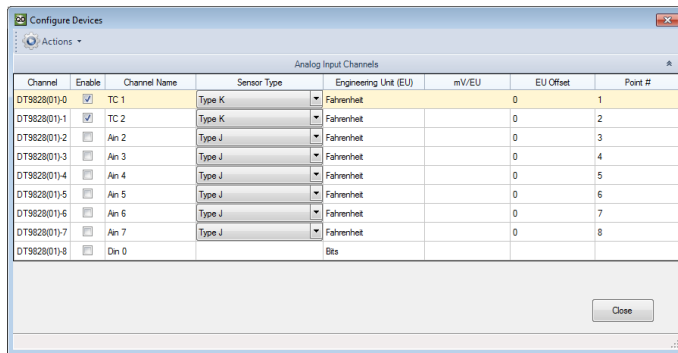 Configure Devices
Actions
Analog Input Channels
Channel Enable Channel Name Sensor Type Engineering Unit (EU) mV/EU EU Offset Point #
DT9828(01)-0 TC 1 Type K Fahrenheit 0 1
DT9828(01)-1 TC 2 Type K Fahrenheit 0 2
DT9828(01)-2 Ain 2 Type J Fahrenheit 0 3
DT9828(01)-3 Ain 3 Type J Fahrenheit 0 4
DT9828(01)-4 Ain 4 Type J Fahrenheit 0 5
DT9828(01)-5 Ain 5 Type J Fahrenheit 0 6
DT9828(01)-6 Ain 6 Type J Fahrenheit 0 7
DT9828(01)-7 Ain 7 Type J Fahrenheit 0 8
DT9828(01)-8 Din 0 Bits
Close